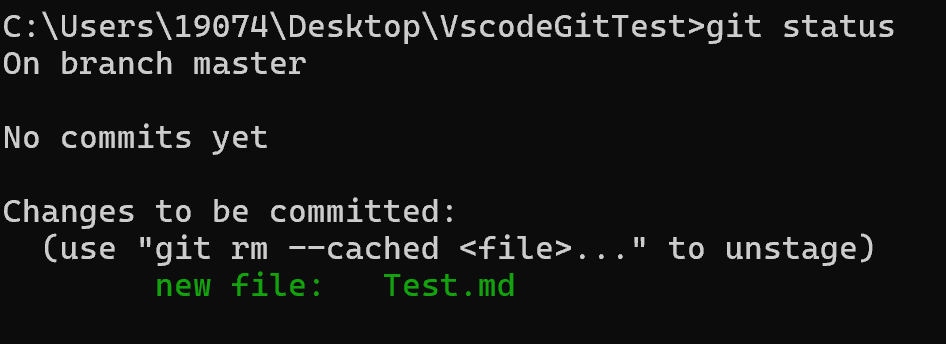 C:\Users\19074\Desktop\VscodeGitTest>git status
On branch master
No commits yet
Changes to be committed:
  (use "git rm --cached <file>..." to unstage)
        new file:   Test.md